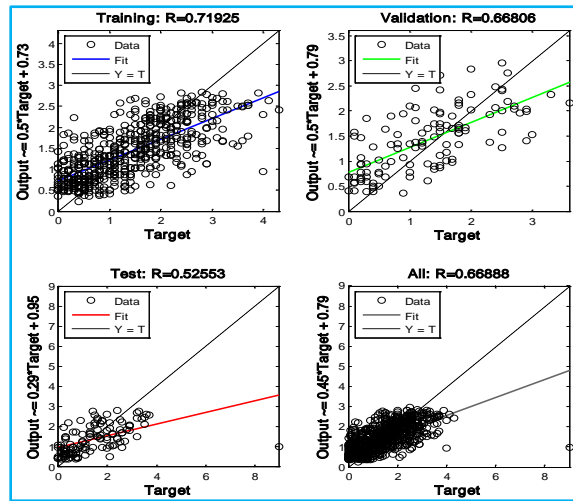 Training: R=0.71925
Output ~= 0.5*Target + 0.73
4
3.5
3
2.5
2
1.5
1
0.5
0
0 1 2 3 4
Data
Fit
Y = T
Target
Validation: R=0.66806
Output ~= 0.5*Target + 0.79
3.5
3
2.5
2
1.5
1
0.5
0
0 1 2 3
Data
Fit
Y = T
Target
Test: R=0.52553
Output ~= 0.29*Target + 0.95
9
8
7
6
5
4
3
2
1
0
0 2 4 6 8
Data
Fit
Y = T
Target
All: R=0.66888
Output ~= 0.45*Target + 0.79
9
8
7
6
5
4
3
2
1
0
0 2 4 6 8
Data
Fit
Y = T
Target